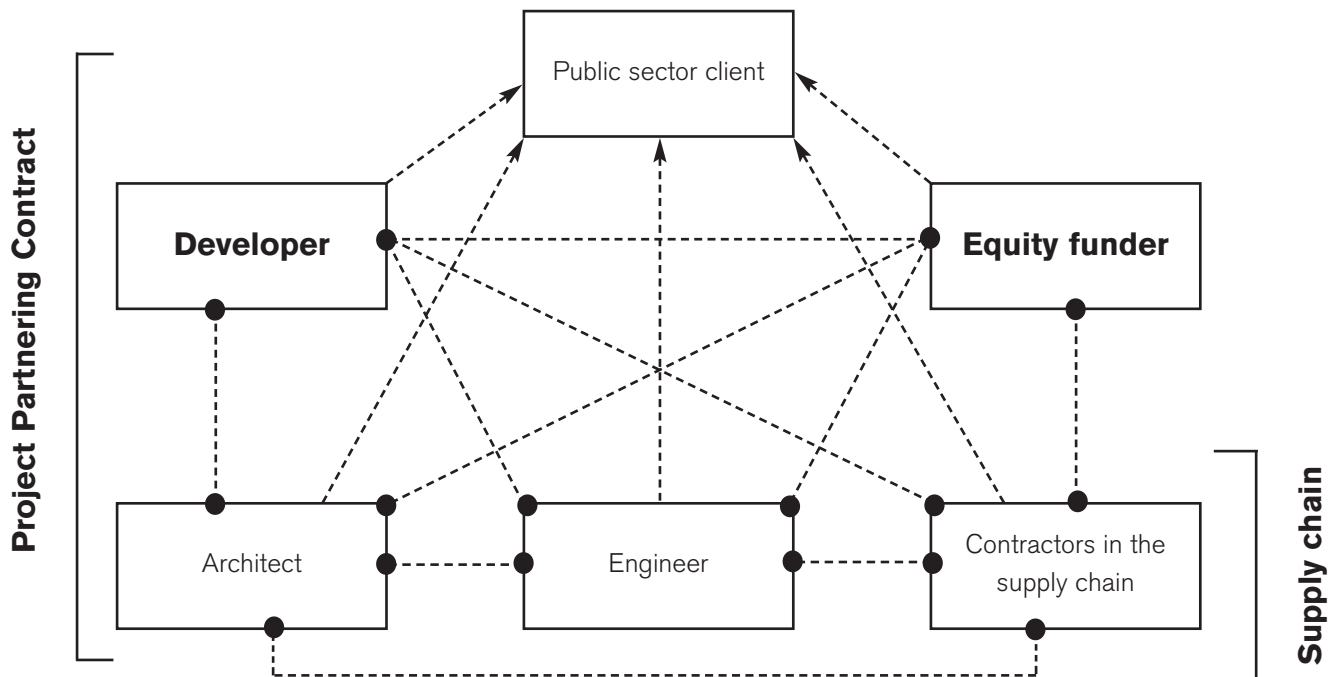 Project Partnering Contract
Public sector client
Developer
Equity funder
Architect
Engineer
Contractors in the
supply chain
Supply chain